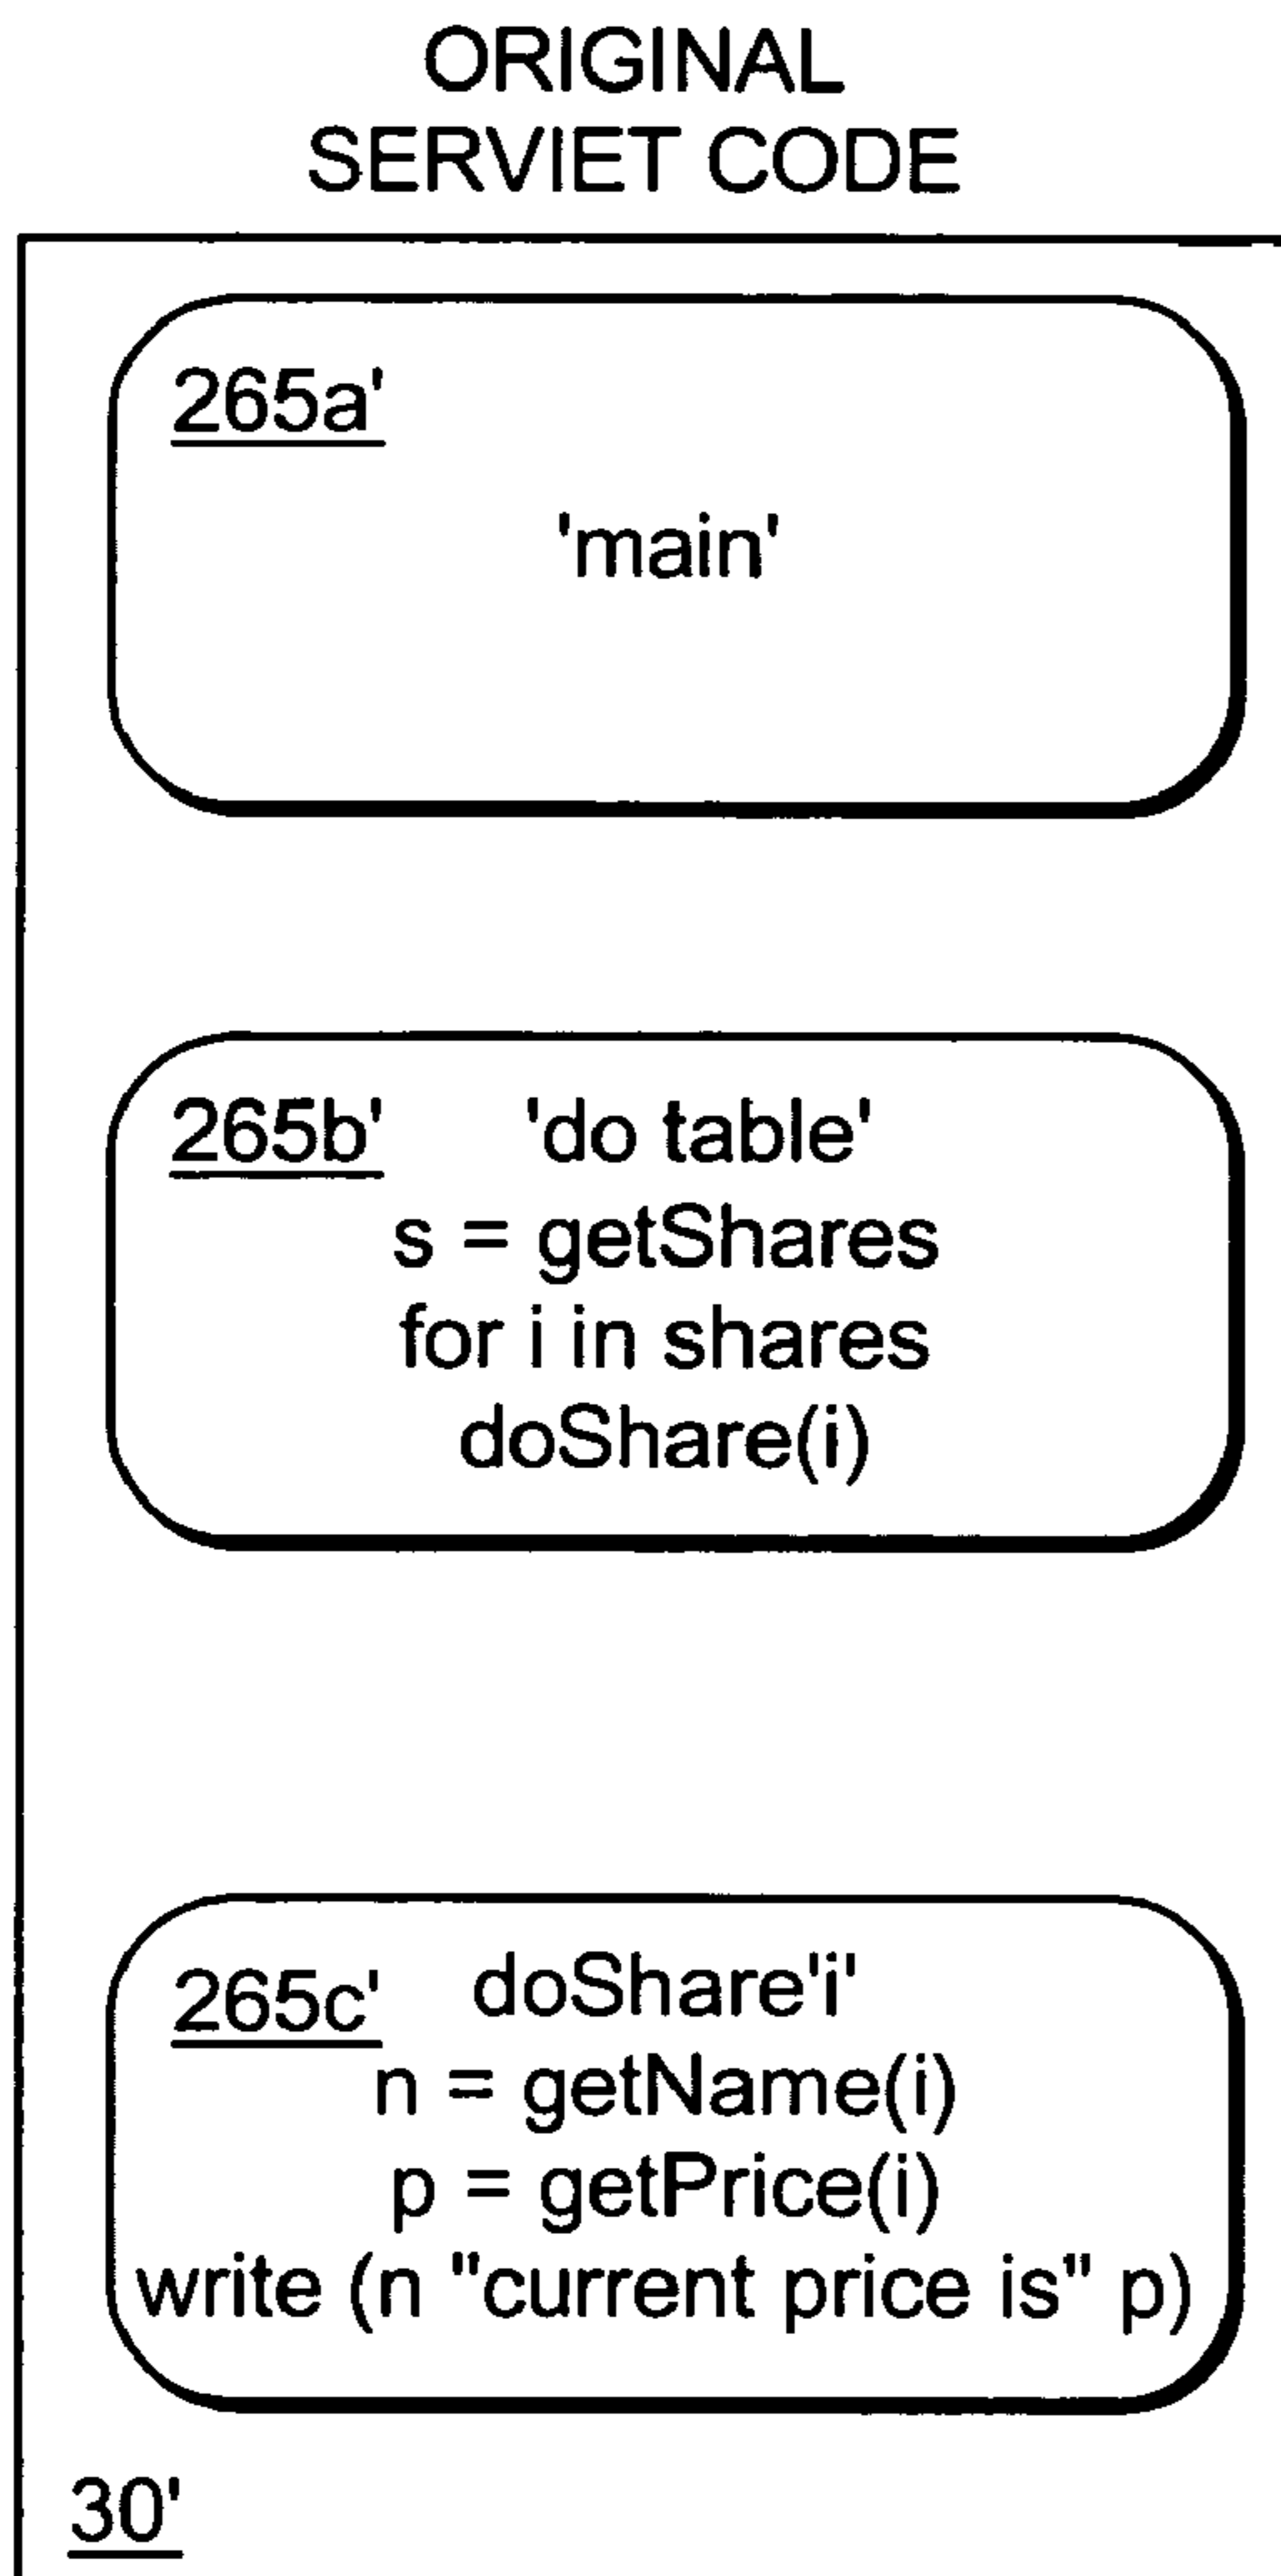 ORIGINAL
SERVIET CODE
265a'
'main'
265b' 'do table'
s = getShares
for i in shares
doShare(i)
265c' doShare'i'
n = getName(i)
p = getPrice(i)
write (n "current price is" p)
30'